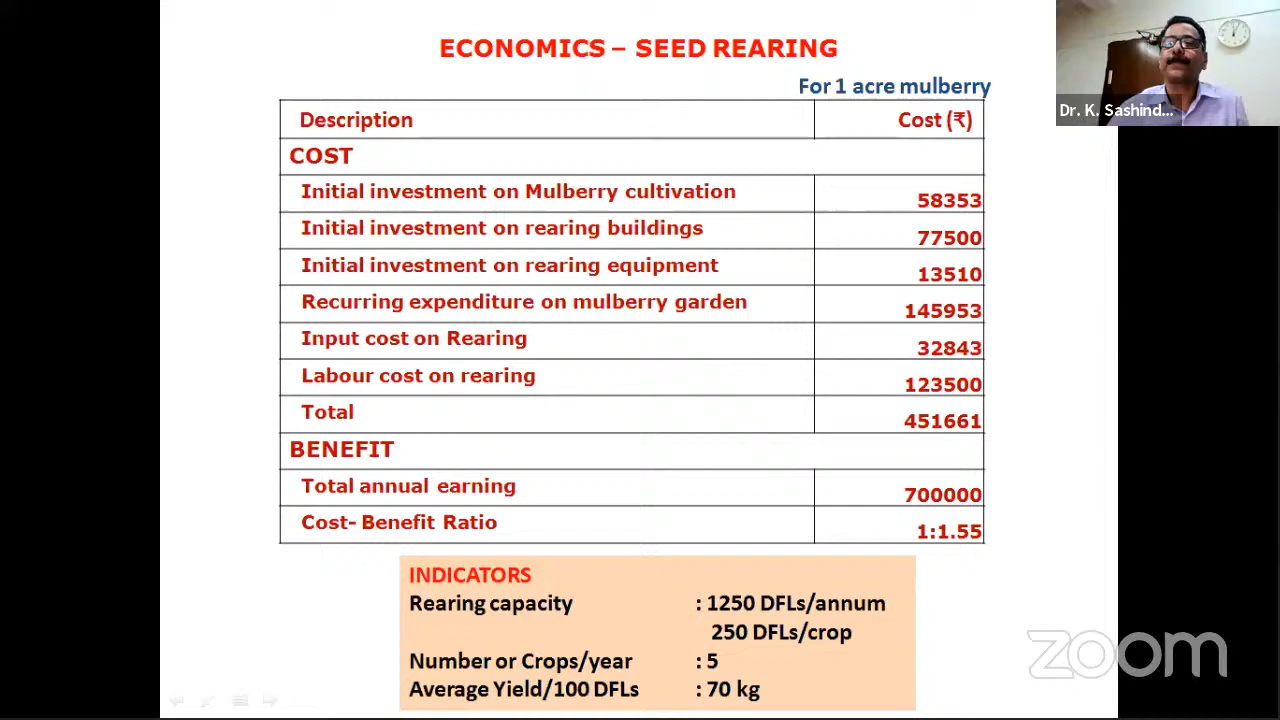 ECONOMICS – SEED REARING
For 1 acre mulberry
Description Cost (₹)
COST
Initial investment on Mulberry cultivation 58353
Initial investment on rearing buildings 77500
Initial investment on rearing equipment 13510
Recurring expenditure on mulberry garden 145953
Input cost on Rearing 32843
Labour cost on rearing 123500
Total 451661
BENEFIT
Total annual earning 700000
Cost- Benefit Ratio 1:1.55
INDICATORS
Rearing capacity : 1250 DFLs/annum
250 DFLs/crop
Number or Crops/year : 5
Average Yield/100 DFLs : 70 kg
Dr. K. Sashind...
zoom